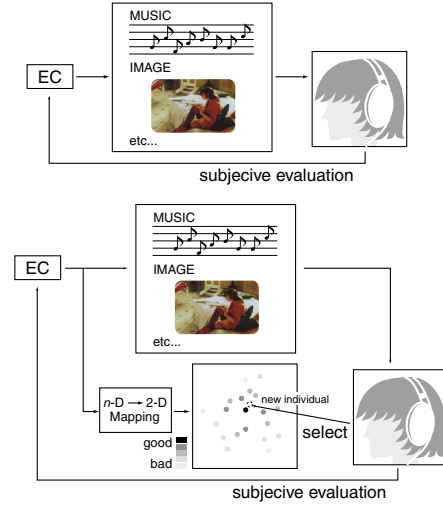 MUSIC
EC
IMAGE
etc...
subjecive evaluation
MUSIC
EC
IMAGE
etc...
new individual
n-D → 2-D
Mapping
select
good
bad
subjecive evaluation